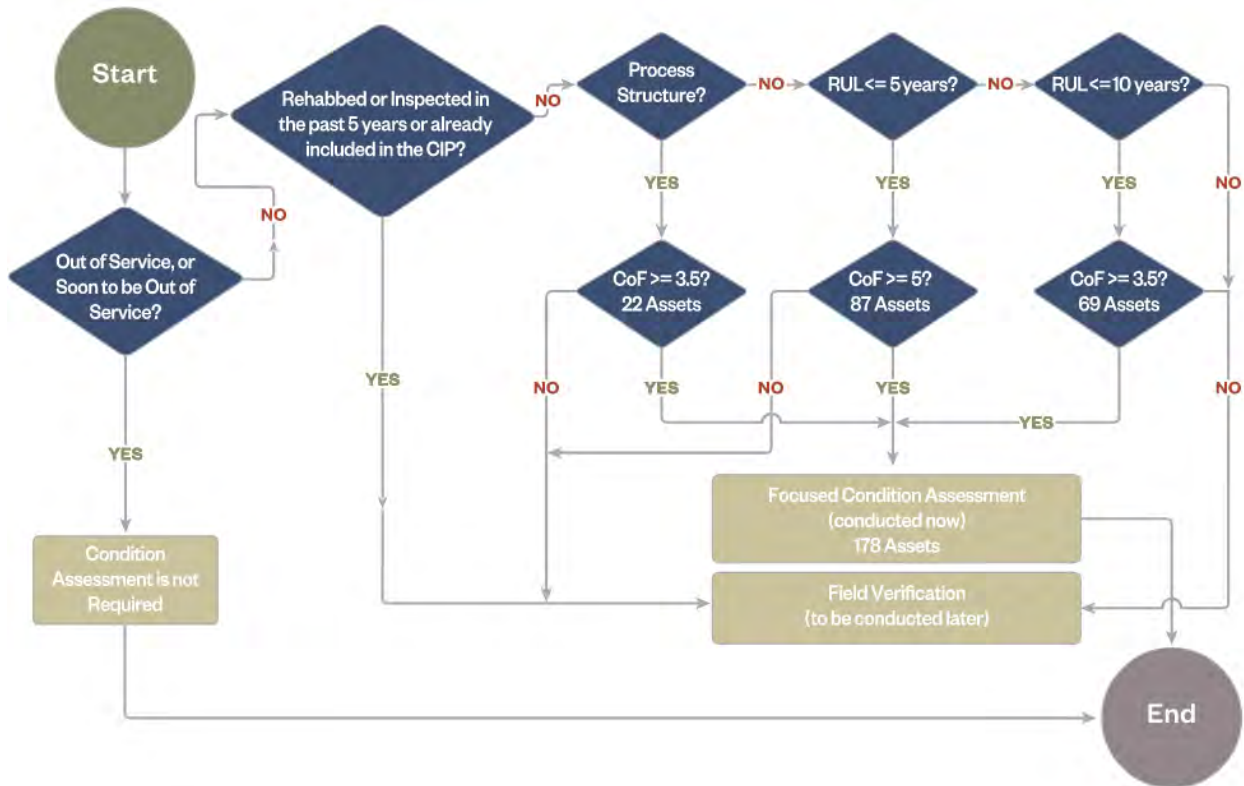 Start
Out of Service, or
Soon to be Out of
Service?
NO
YES
Condition
Assessment is not
Required
Rehabbed or Inspected in
the past 5 years or already
included in the CIP?
NO
YES
Process
Structure?
NO
YES
RUL<= 5 years?
NO
YES
RUL<=10 years?
NO
YES
CoF >= 3.5?
22 Assets
NO
YES
CoF >= 5?
87 Assets
NO
YES
CoF >= 3.5?
69 Assets
NO
YES
Focused Condition Assessment
(conducted now)
178 Assets
Field Verification
(to be conducted later)
End